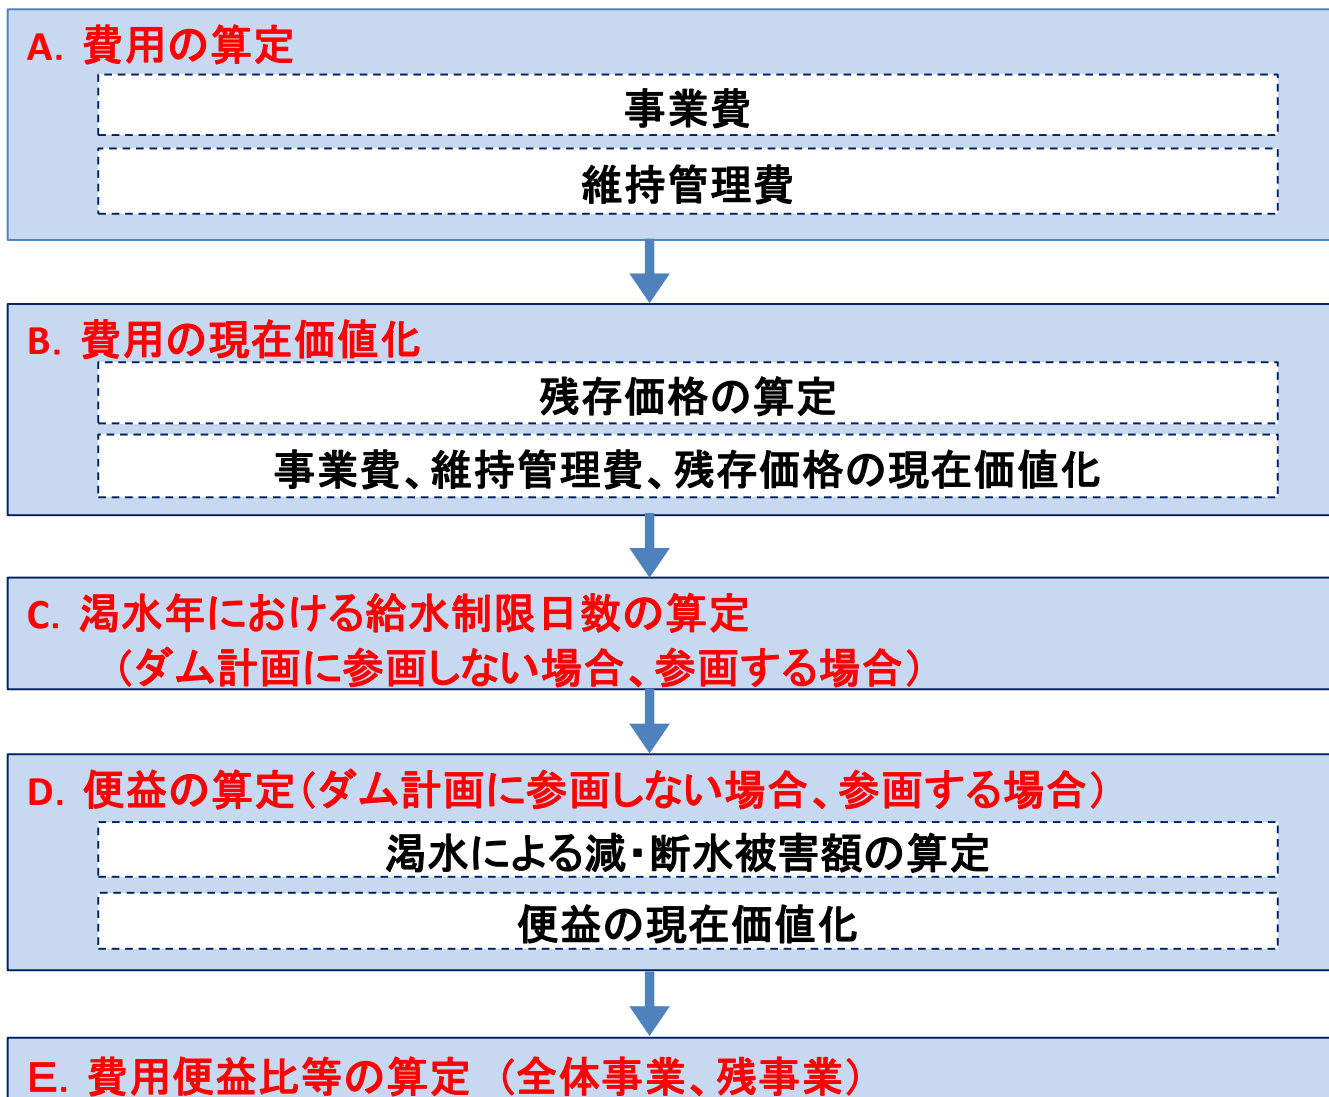 A. 費用の算定
事業費
維持管理費
B. 費用の現在価値化
残存価格の算定
事業費、維持管理費、残存価格の現在価値化
C. 渇水年における給水制限日数の算定
（ダム計画に参画しない場合、参画する場合）
D. 便益の算定（ダム計画に参画しない場合、参画する場合）
渇水による減・断水被害額の算定
便益の現在価値化
E. 費用便益比等の算定 （全体事業、残事業）